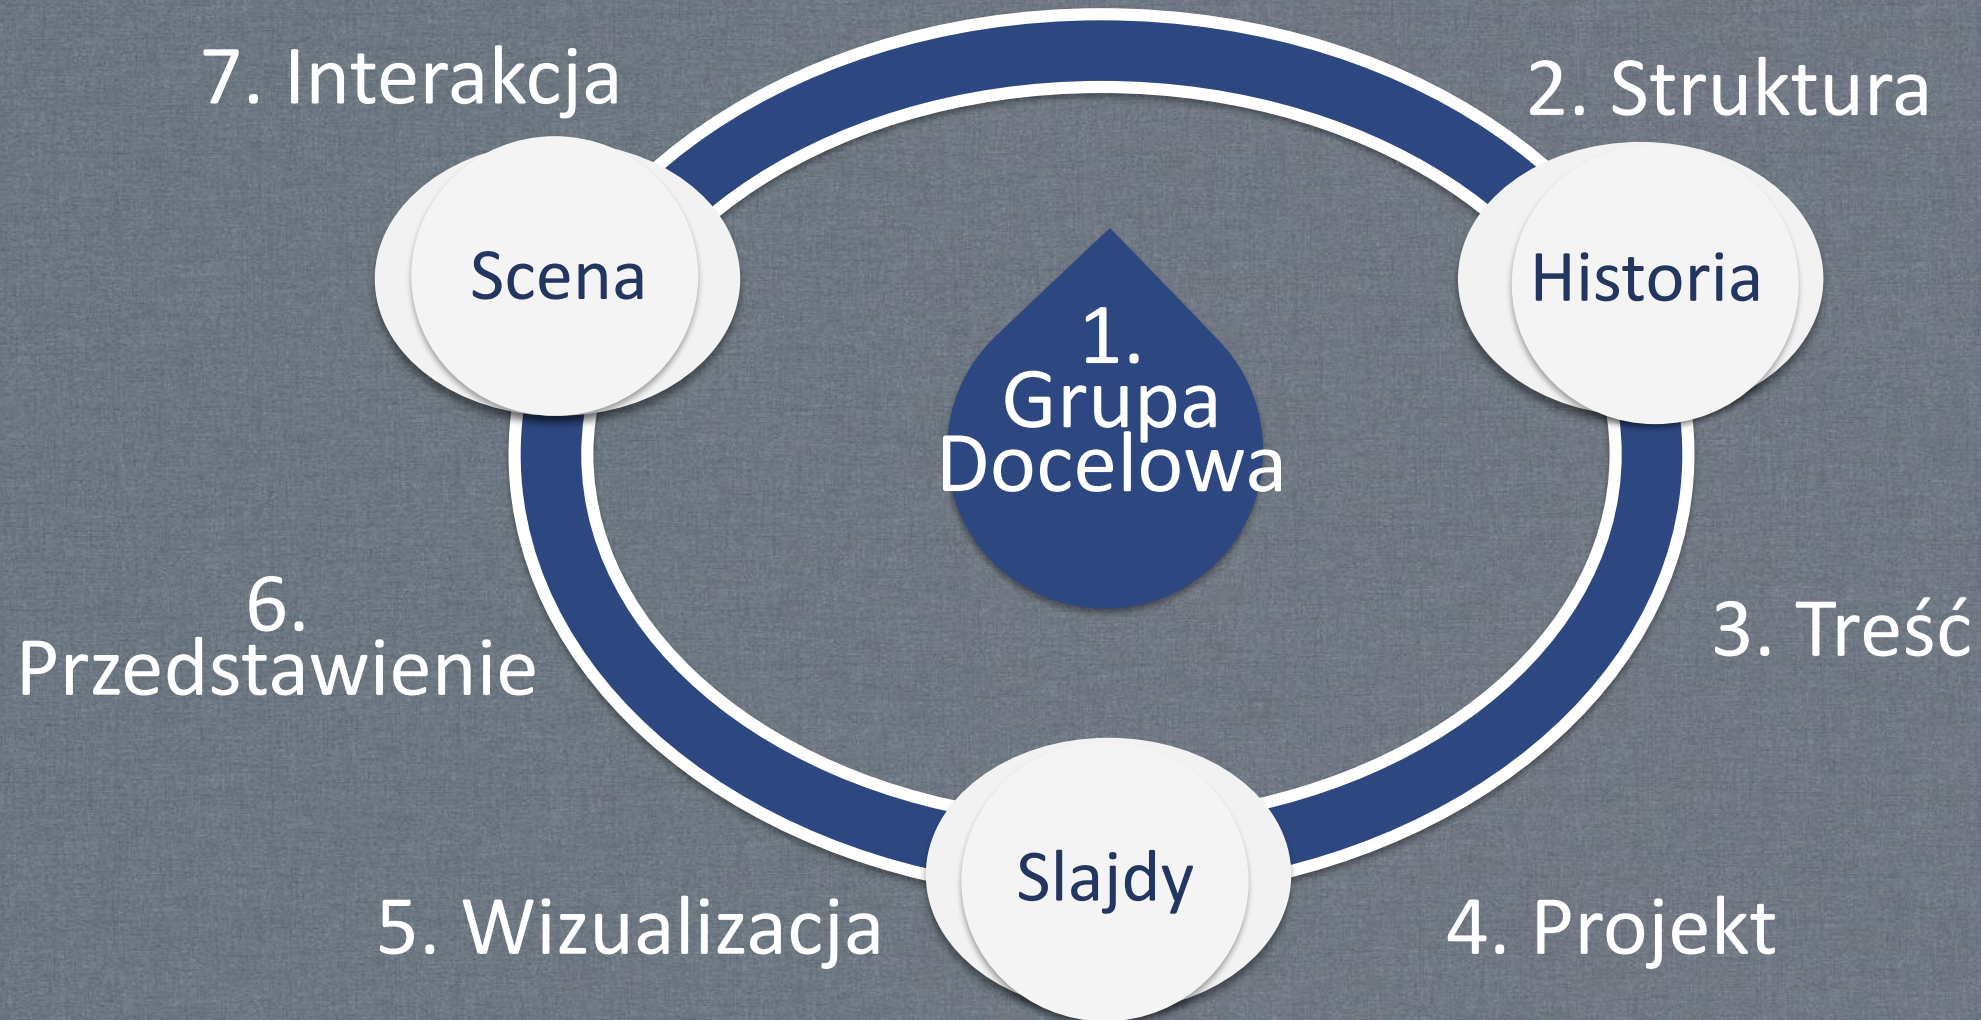 7. Interakcja
2. Struktura
Scena
Historia
1.
Grupa
Docelowa
6.
Przedstawienie
3. Treść
Slajdy
5. Wizualizacja
4. Projekt